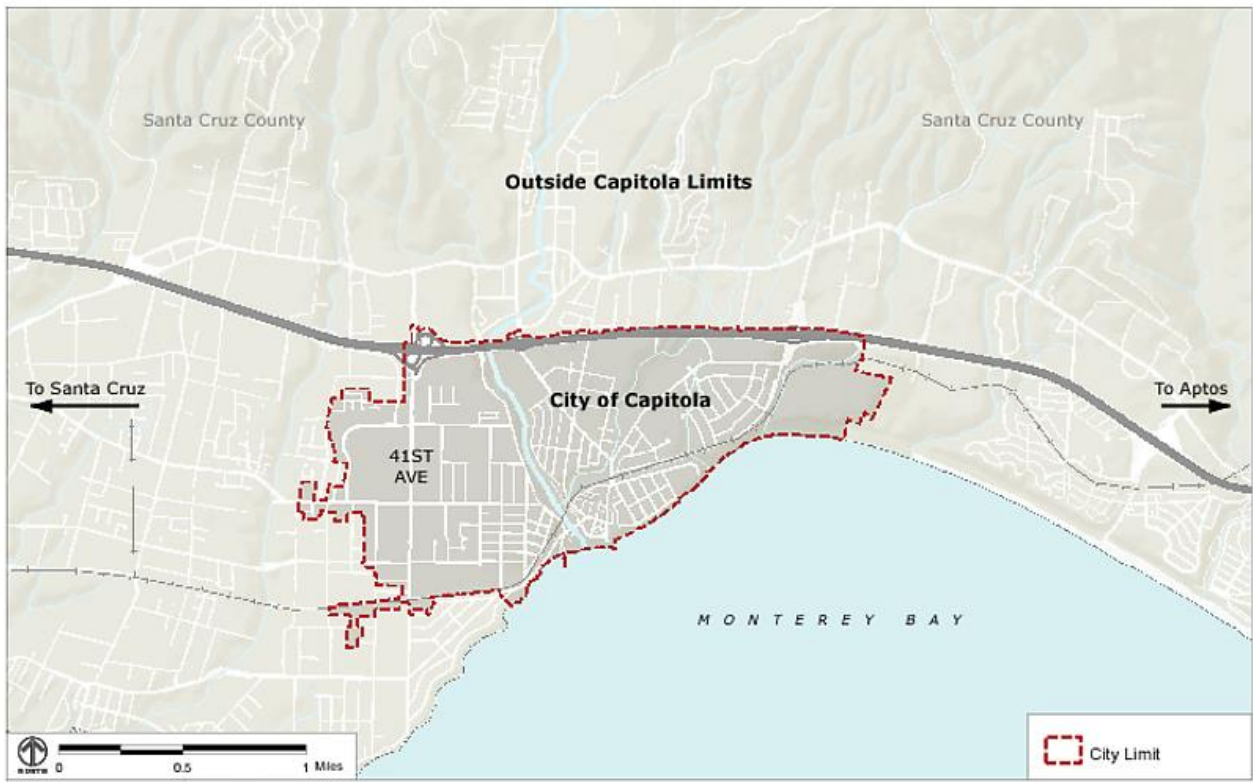 Santa Cruz County
Santa Cruz County
Outside Capitola Limits
To Santa Cruz
City of Capitola
To Aptos
41ST
AVE
MONTEREY BAY
NORTH
0 0.5 1 Miles
City Limit